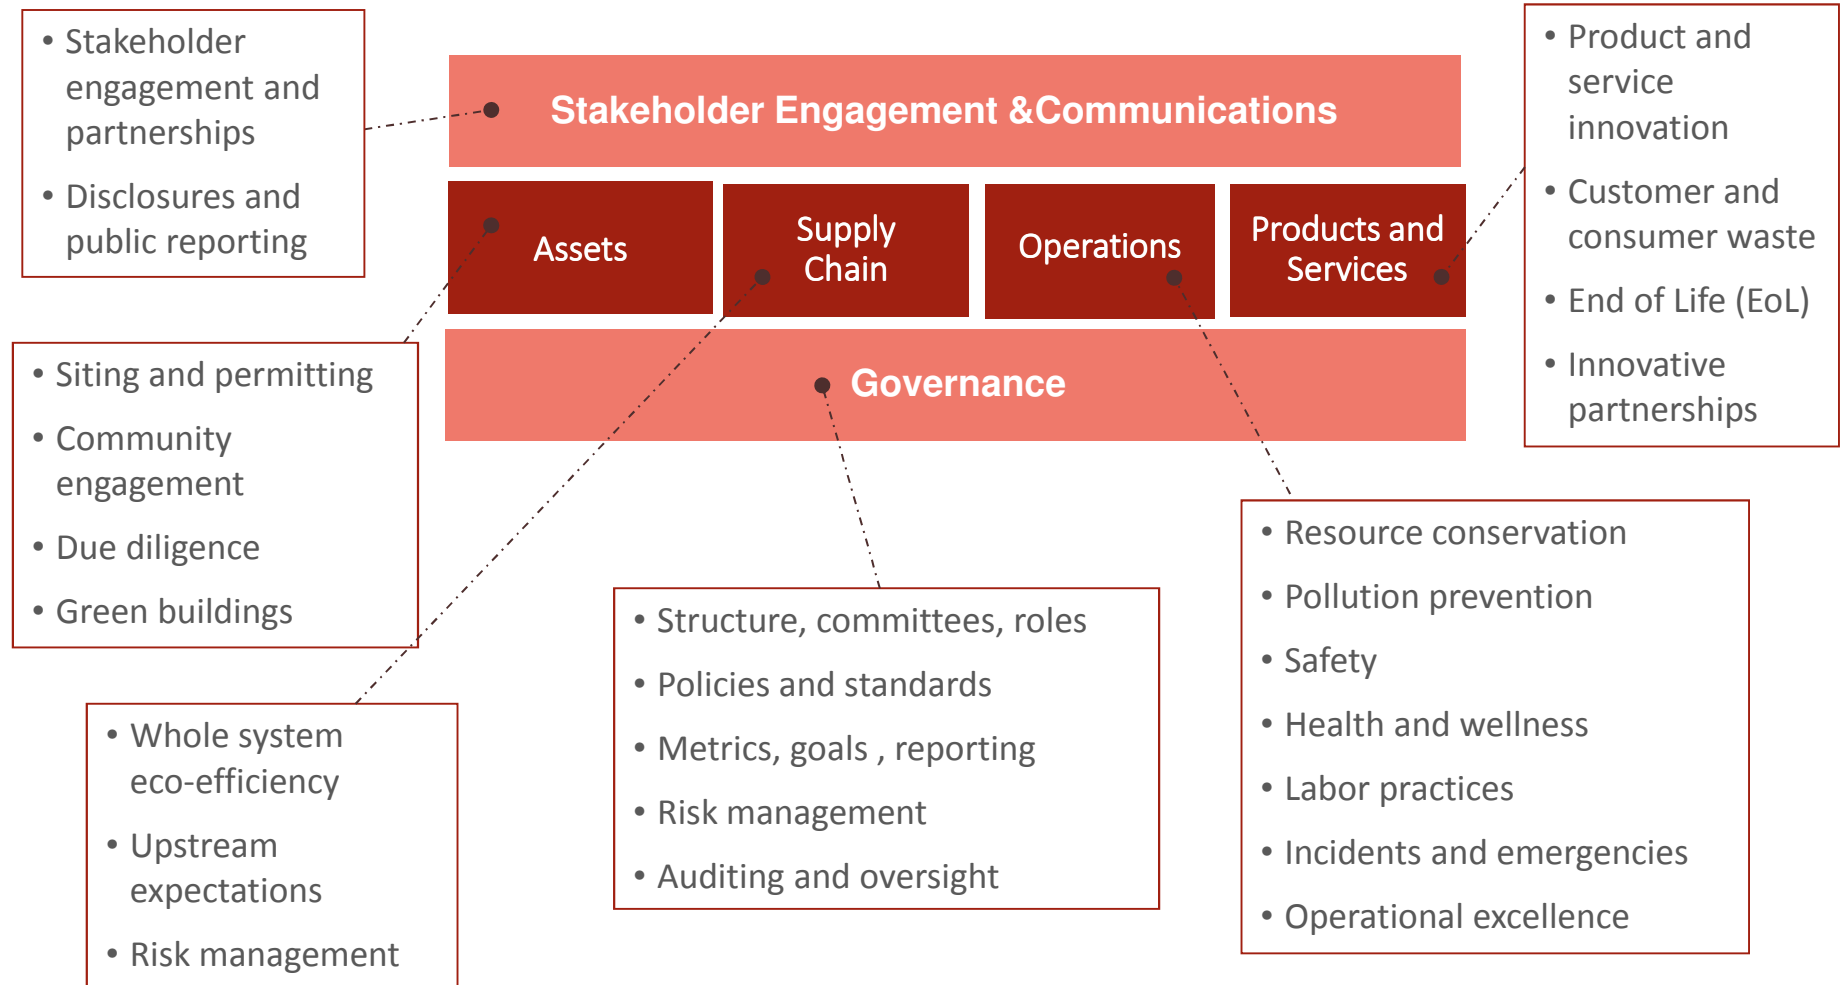 • Stakeholder
engagement and
partnerships
• Disclosures and
public reporting
Stakeholder Engagement &Communications
Assets
Supply
Chain
Operations
Products and
Services
Governance
• Product and
service
innovation
• Customer and
consumer waste
• End of Life (EoL)
• Innovative
partnerships
• Siting and permitting
• Community
engagement
• Due diligence
• Green buildings
• Whole system
eco-efficiency
• Upstream
expectations
• Risk management
• Structure, committees, roles
• Policies and standards
• Metrics, goals , reporting
• Risk management
• Auditing and oversight
• Resource conservation
• Pollution prevention
• Safety
• Health and wellness
• Labor practices
• Incidents and emergencies
• Operational excellence